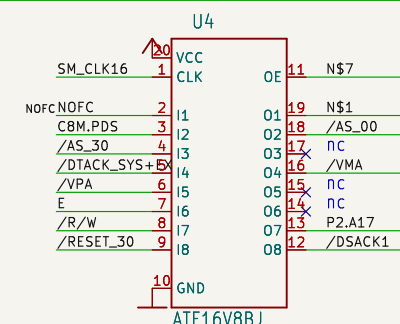 U4
20 VCC
SM_CLK16 1 CLK OE 11 N$7
NOFC NOFC 2 I1 O1 19 N$1
C8M.PDS 3 I2 O2 18 /AS_00
/AS_30 4 I3 O3 17 nc
/DTACK_SYS+EX 5 I4 O4 16 /VMA
/VPA 6 I5 O5 15 nc
E 7 I6 O6 14 nc
/R/W 8 I7 O7 13 P2.A17
/RESET_30 9 I8 O8 12 /DSACK1
10 GND
ATF16V8BJ